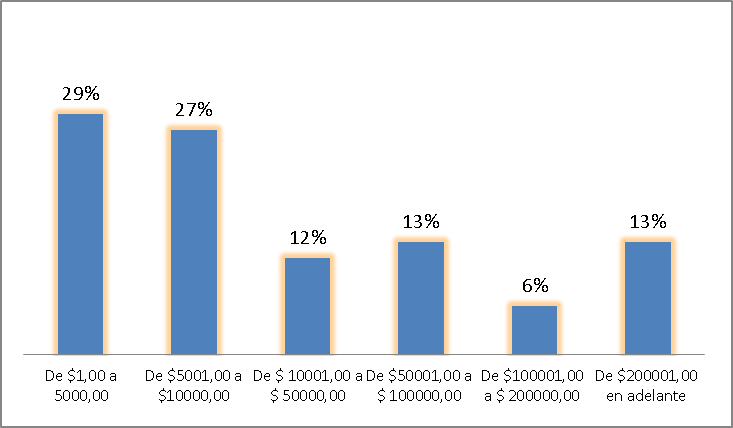 29%
27%
12%
13%
6%
13%
De $1,00 a
5000,00
De $5001,00 a
$10000,00
De $ 10001,00 a
$ 50000,00
De $50001,00 a
$ 100000,00
De $100001,00
a $ 200000,00
De $200001,00
en adelante